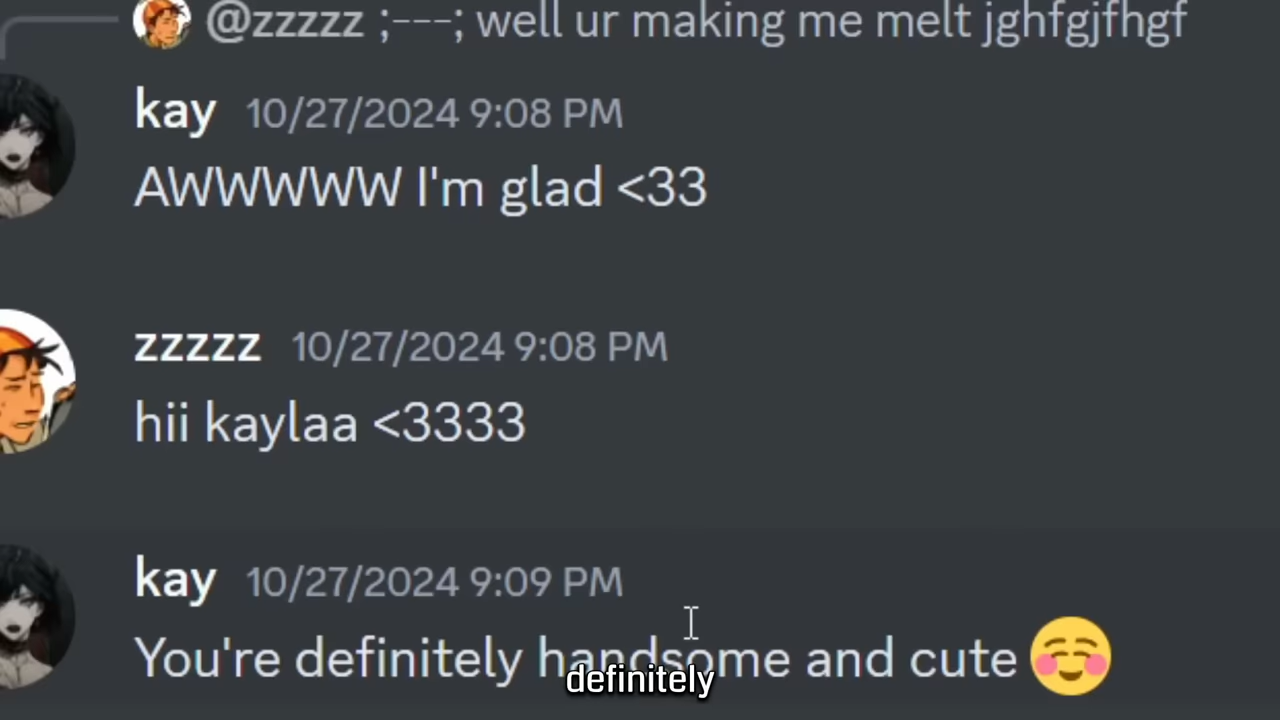 @zzzzz ;---; well ur making me melt jghfgjfhgf
kay 10/27/2024 9:08 PM
AWWWWW I'm glad <33
zzzzz 10/27/2024 9:08 PM
hii kaylaa <3333
kay 10/27/2024 9:09 PM
You're definitely handsome and cute ☺️
definitely